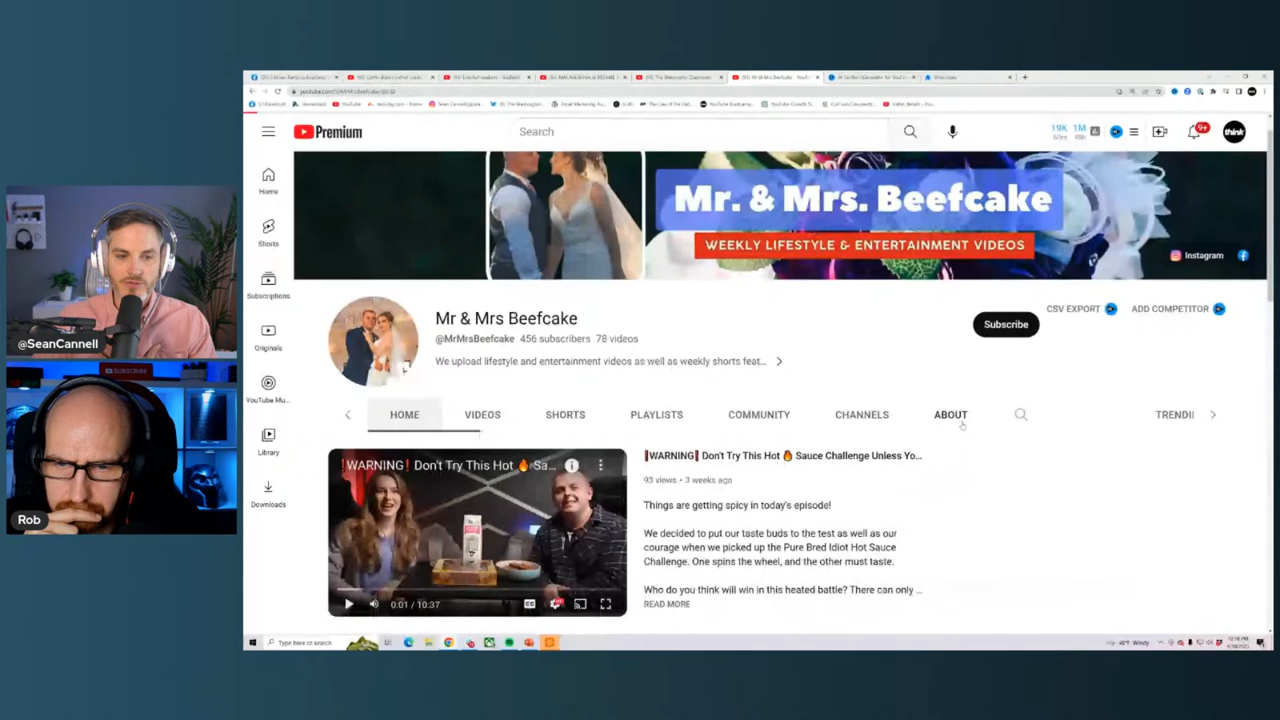 Premium
Search
19K
1M
9+
think
Home
Shorts
Subscriptions
Originals
YouTube Mu...
Library
Downloads
Mr. & Mrs. Beefcake
WEEKLY LIFESTYLE & ENTERTAINMENT VIDEOS
Instagram
Mr & Mrs Beefcake
@MrMrsBeefcake 456 subscribers 78 videos
We upload lifestyle and entertainment videos as well as weekly shorts feat...
Subscribe
CSV EXPORT
ADD COMPETITOR
HOME
VIDEOS
SHORTS
PLAYLISTS
COMMUNITY
CHANNELS
ABOUT
TRENDII
❗WARNING❗ Don't Try This Hot 🔥 Sa...
0:01 / 10:37
❗WARNING❗ Don't Try This Hot 🔥 Sauce Challenge Unless Yo...
93 views • 3 weeks ago
Things are getting spicy in today's episode!
We decided to put our taste buds to the test as well as our
courage when we picked up the Pure Bred Idiot Hot Sauce
Challenge. One spins the wheel, and the other must taste.
Who do you think will win in this heated battle? There can only ...
READ MORE
Type here to search
Windy
@SeanCannell
SUBSCRIBE
Rob